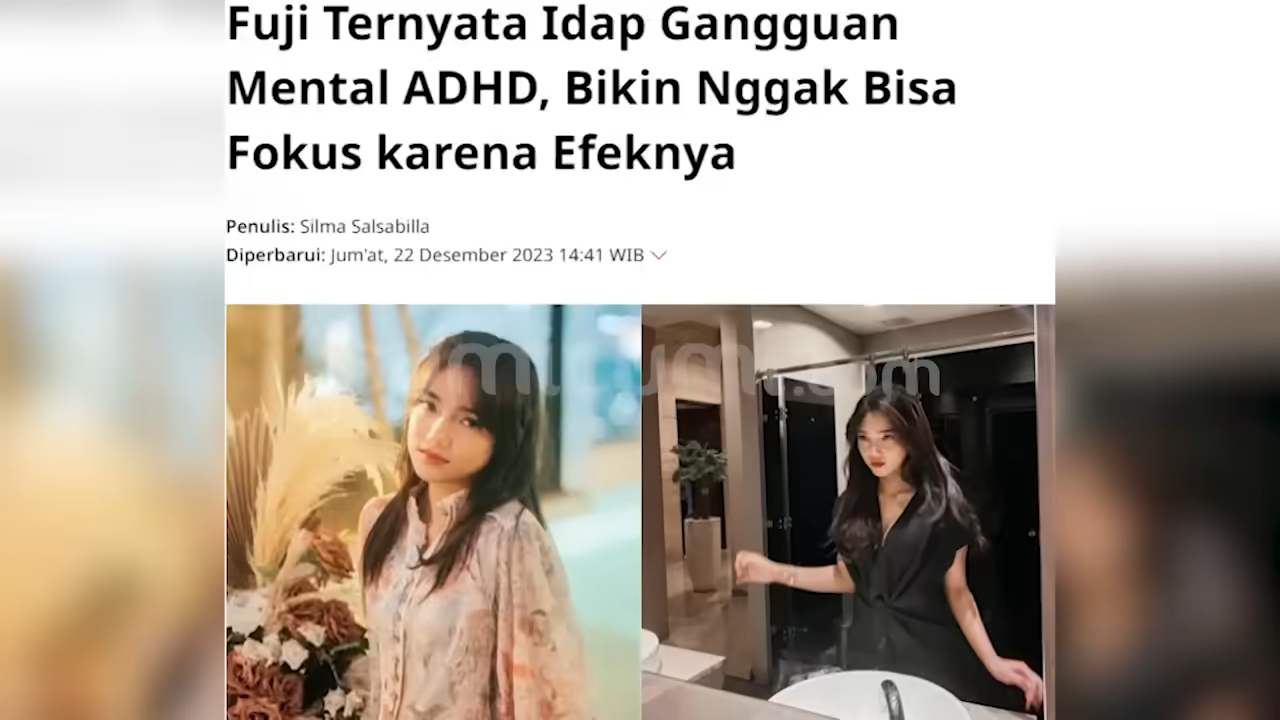 Fuji Ternyata Idap Gangguan
Mental ADHD, Bikin Nggak Bisa
Fokus karena Efeknya
Penulis: Silma Salsabilla
Diperbarui: Jum'at, 22 Desember 2023 14:41 WIB